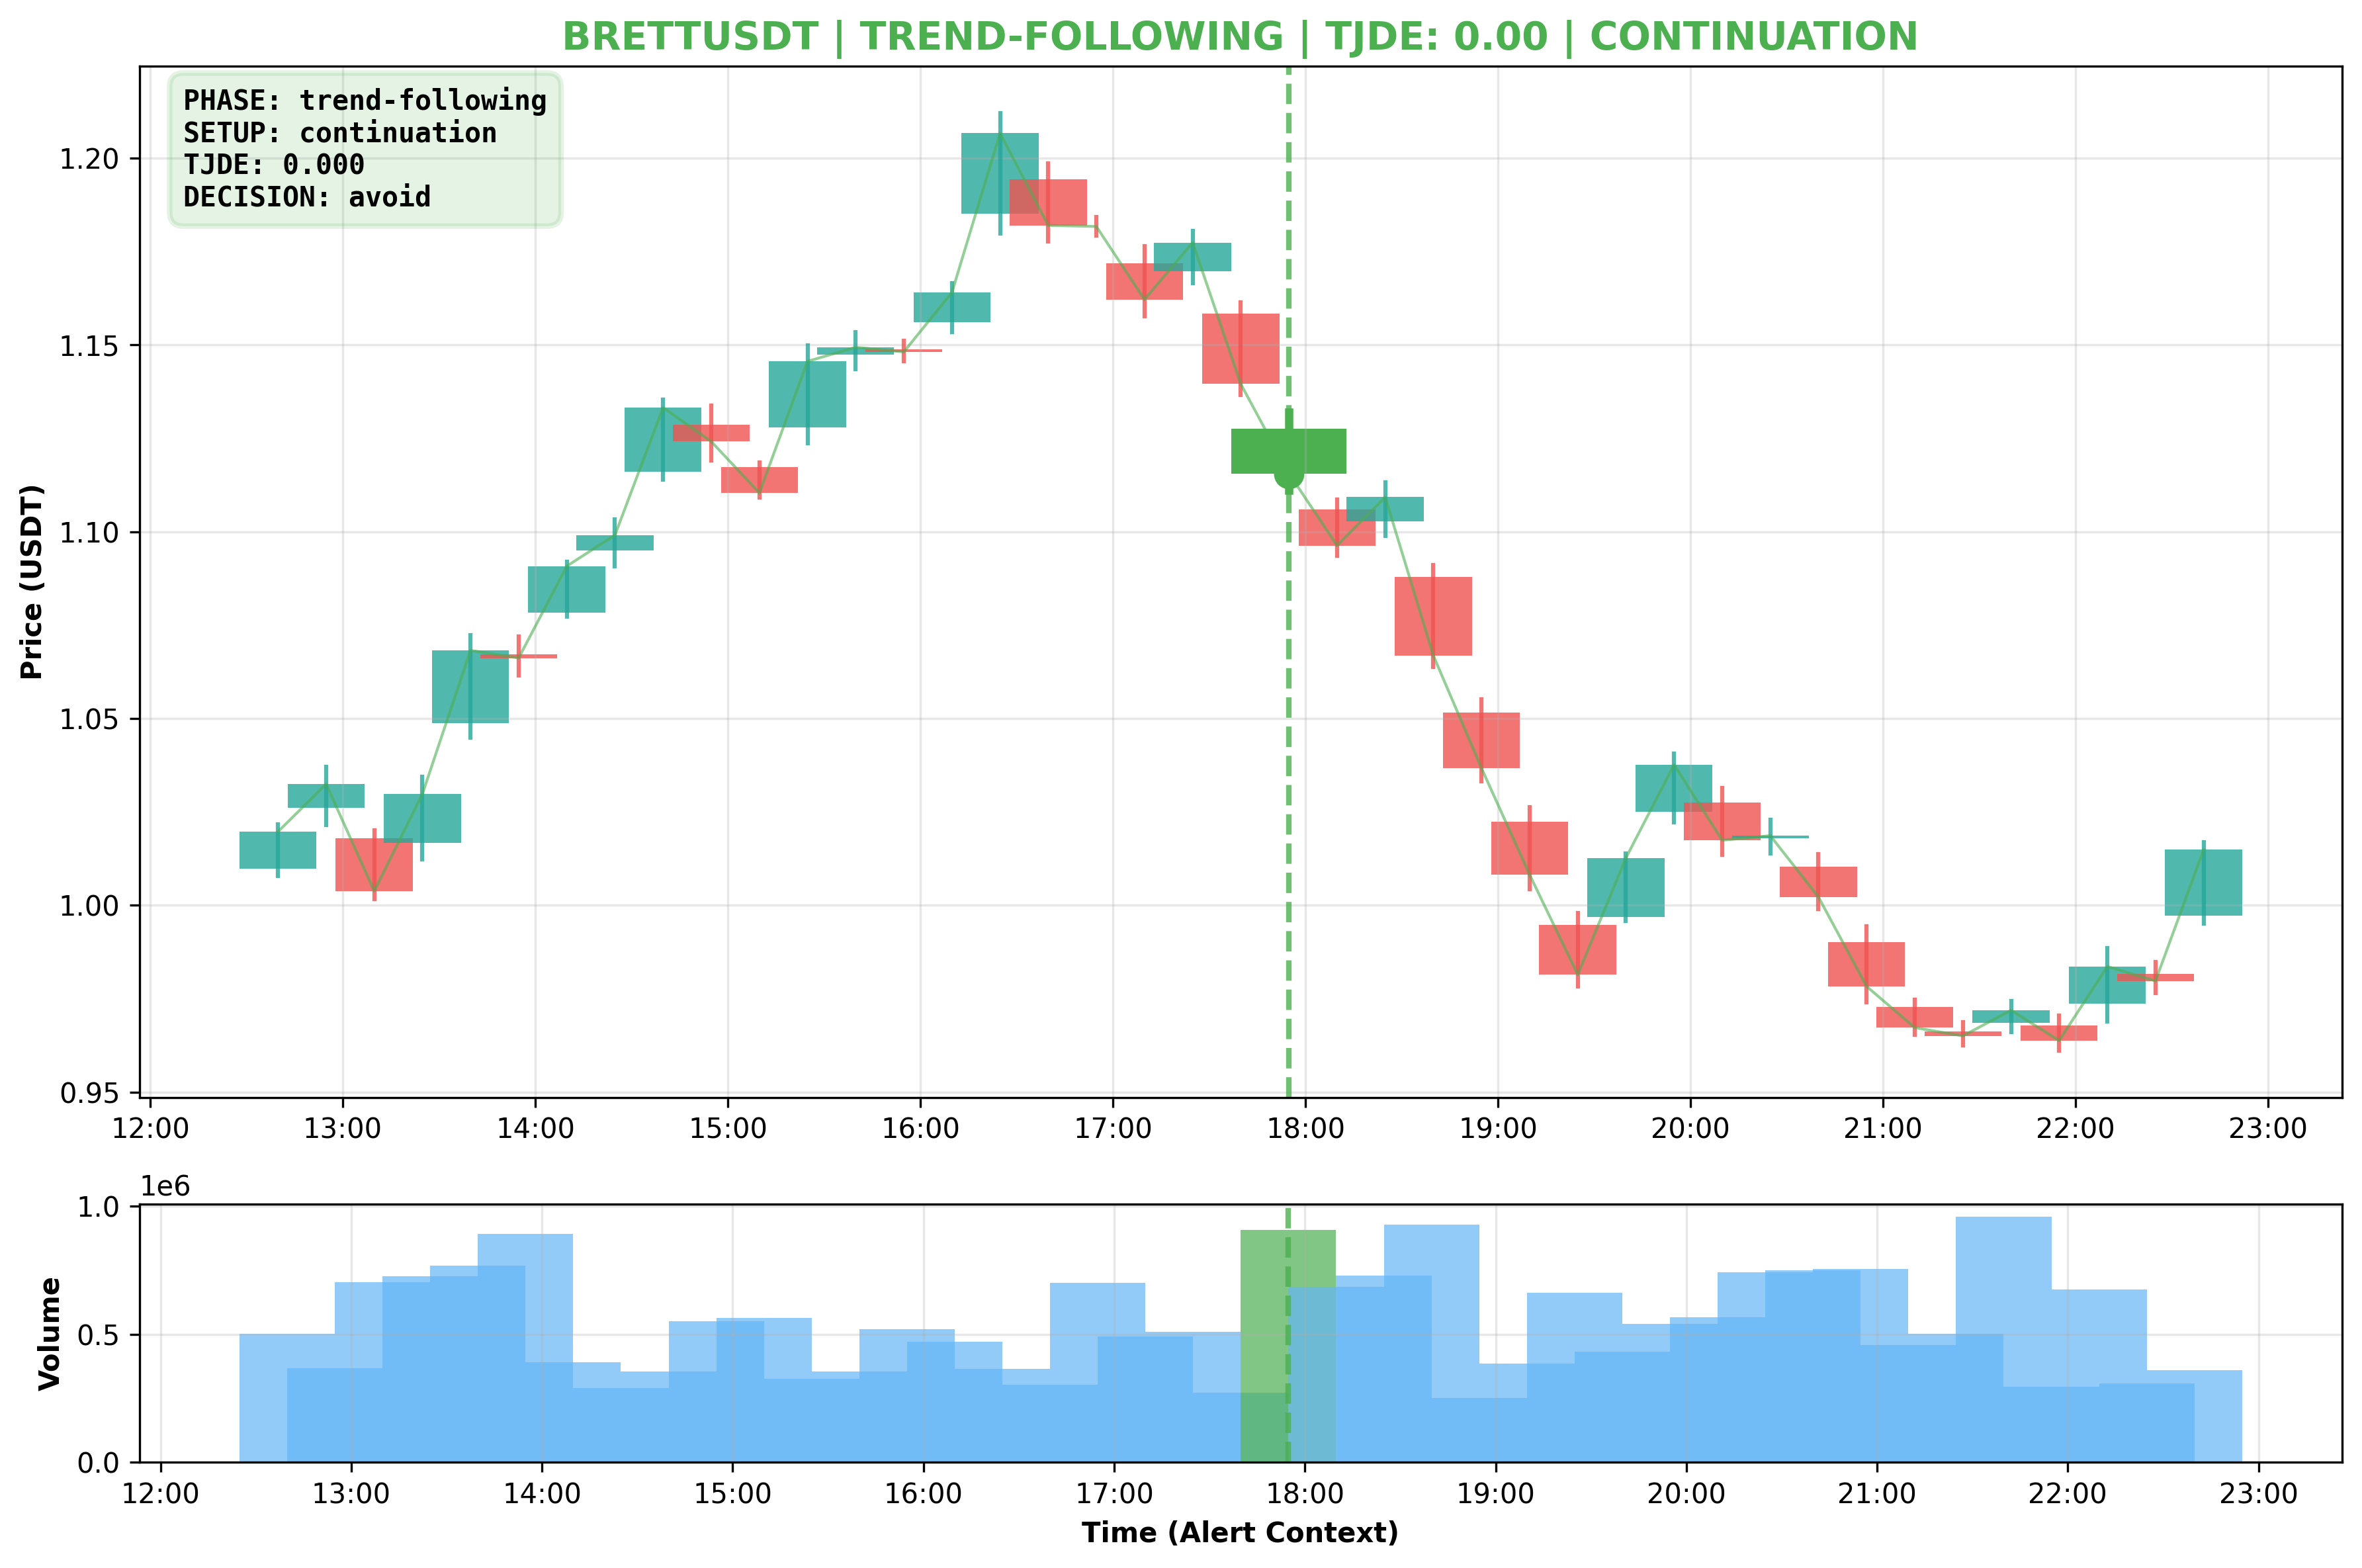 BRETTUSDT | TREND-FOLLOWING | TJDE: 0.00 | CONTINUATION
PHASE: trend-following
SETUP: continuation
TJDE: 0.000
DECISION: avoid
Price (USDT)
1.20
1.15
1.10
1.05
1.00
0.95
12:00 13:00 14:00 15:00 16:00 17:00 18:00 19:00 20:00 21:00 22:00 23:00
1e6
Volume
1.0
0.5
0.0
12:00 13:00 14:00 15:00 16:00 17:00 18:00 19:00 20:00 21:00 22:00 23:00
Time (Alert Context)